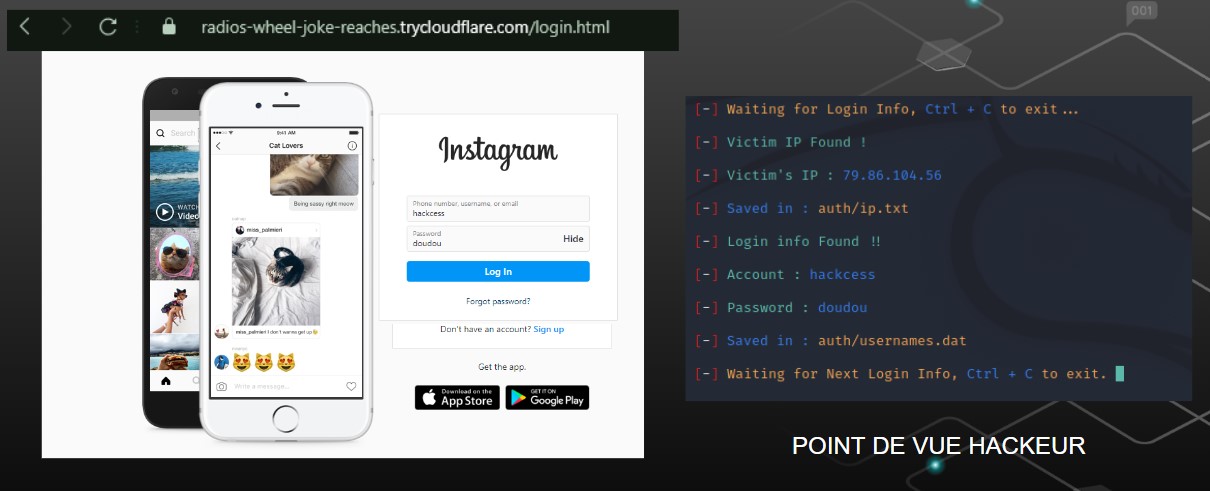 001
radios-wheel-joke-reaches.trycloudflare.com/login.html
Search
WATCH
Video
9:41 AM
Cat Lovers
Being sassy right meow
miss_palmieri
miss_palmieri I don't wanna get up
Write a message...
Instagram
Phone number, username, or email
hackcess
Password
doudou
Hide
Log In
Forgot password?
Don't have an account? Sign up
Get the app.
Download on the
App Store
GET IT ON
Google Play
[-] Waiting for Login Info, Ctrl + C to exit...
[-] Victim IP Found !
[-] Victim's IP : 79.86.104.56
[-] Saved in : auth/ip.txt
[-] Login info Found !!
[-] Account : hackcess
[-] Password : doudou
[-] Saved in : auth/usernames.dat
[-] Waiting for Next Login Info, Ctrl + C to exit.
POINT DE VUE HACKEUR